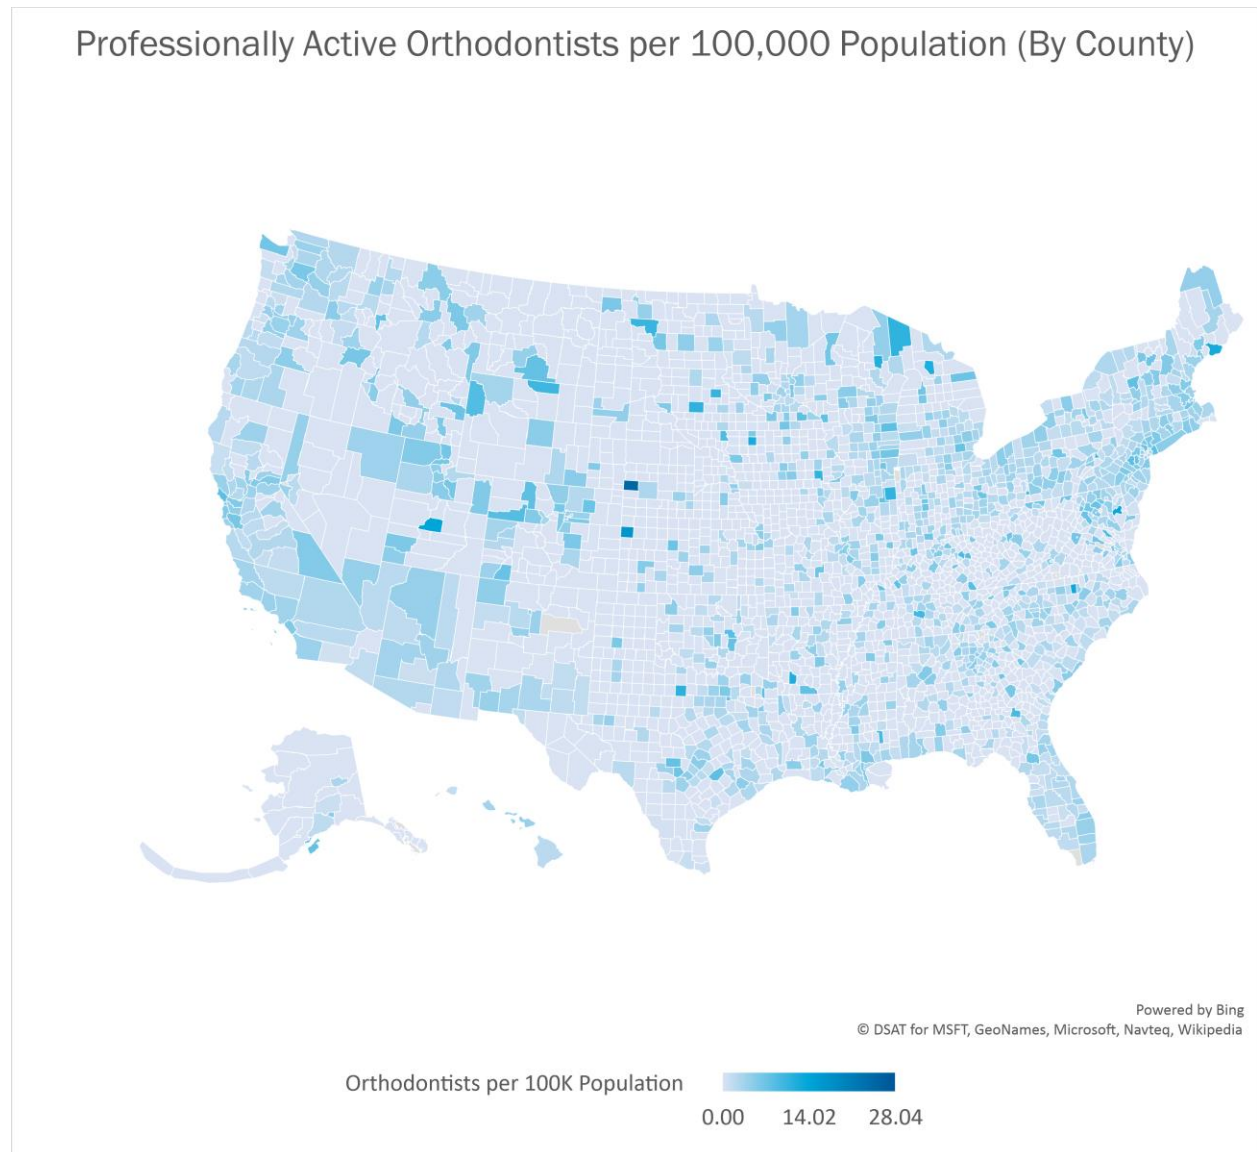 Professionally Active Orthodontists per 100,000 Population (By County)
Powered by Bing
© DSAT for MSFT, GeoNames, Microsoft, Navteq, Wikipedia
Orthodontists per 100K Population
0.00 14.02 28.04